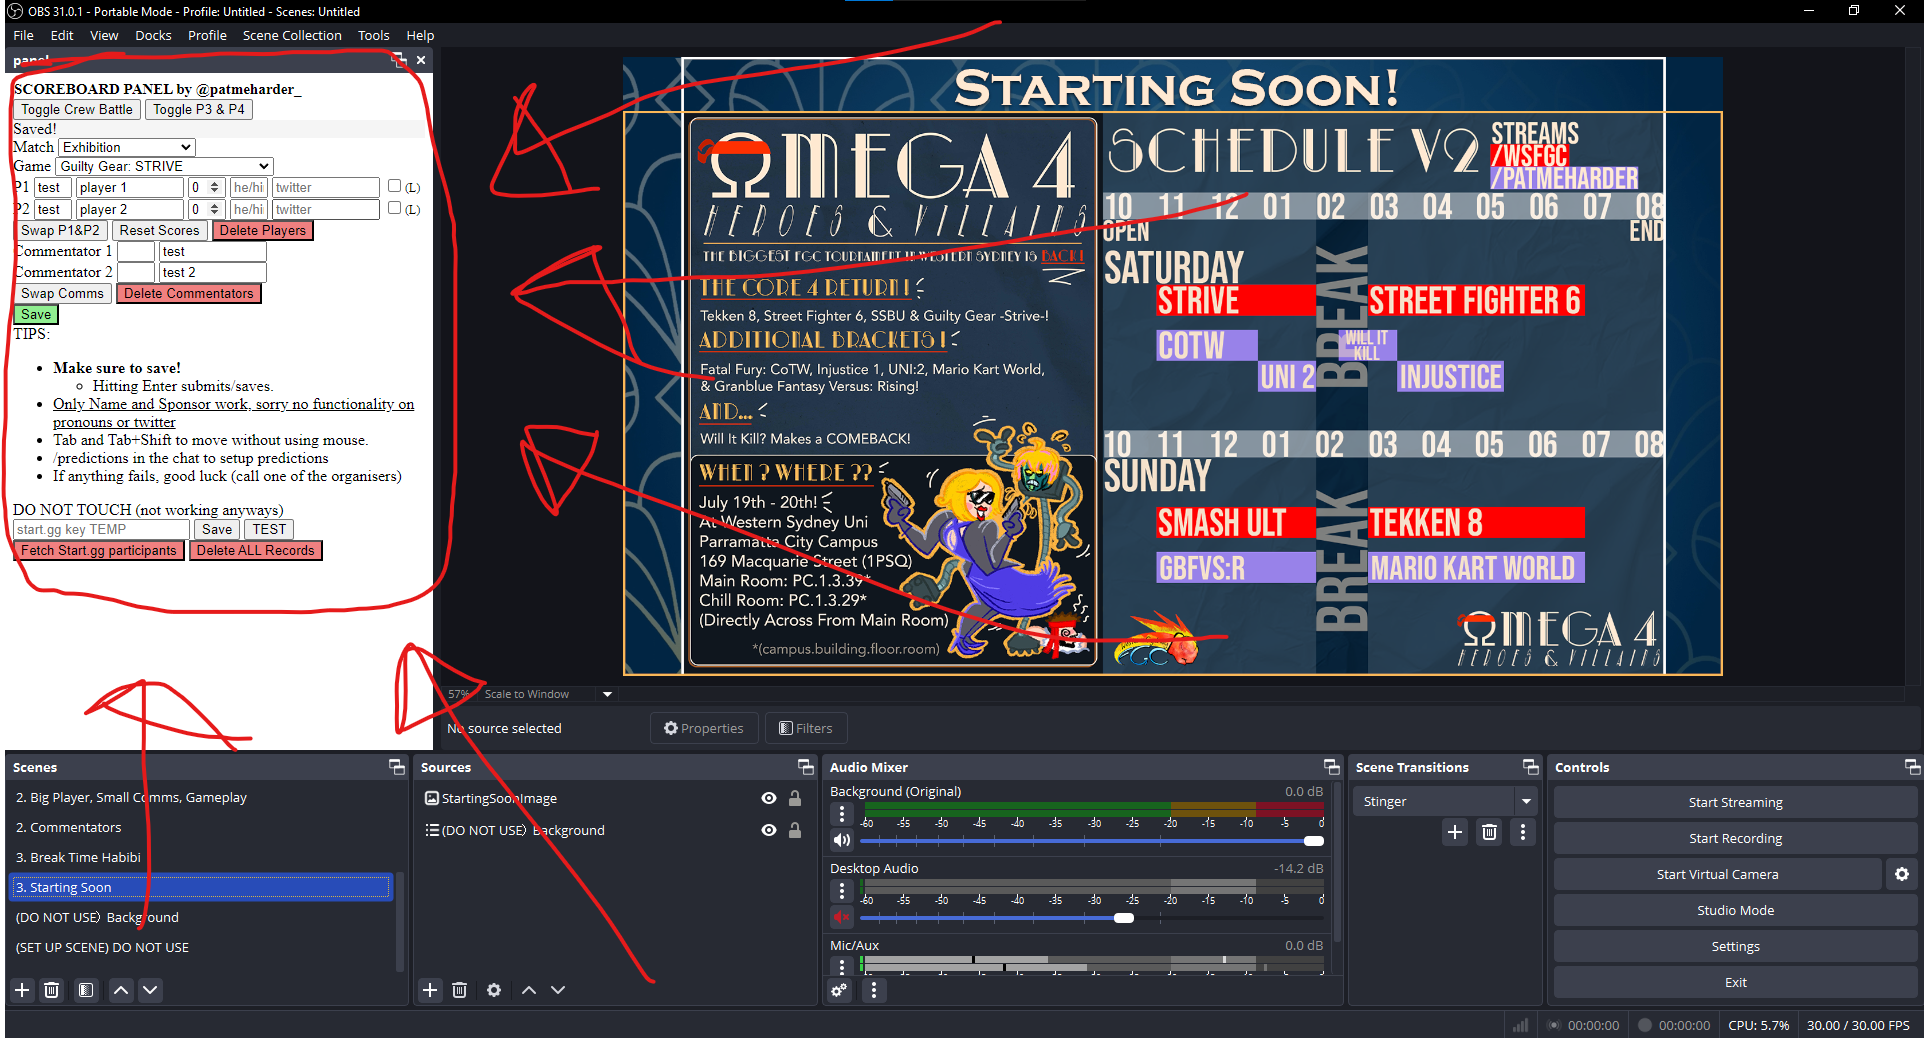 OBS 31.0.1 - Portable Mode - Profile: Untitled - Scenes: Untitled
File Edit View Docks Profile Scene Collection Tools Help
panel
SCOREBOARD PANEL by @patmeharder_
Toggle Crew Battle Toggle P3 & P4
Saved!
Match Exhibition
Game Guilty Gear: STRIVE
P1 test player 1 0 he/hi twitter (L)
P2 test player 2 0 he/hi twitter (L)
Swap P1&P2 Reset Scores Delete Players
Commentator 1 test
Commentator 2 test 2
Swap Comms Delete Commentators
Save
TIPS:
Make sure to save!
Hitting Enter submits/saves.
Only Name and Sponsor work, sorry no functionality on
pronouns or twitter
Tab and Tab+Shift to move without using mouse.
/predictions in the chat to setup predictions
If anything fails, good luck (call one of the organisers)
DO NOT TOUCH (not working anyways)
start.gg key TEMP Save TEST
Fetch Start.gg participants Delete ALL Records
STARTING SOON!
ΩMEGA 4
HEROES & VILLAINS
THE BIGGEST FGC TOURNAMENT IN WESTERN SYDNEY IS BACK!
THE CORE 4 RETURN!
Tekken 8, Street Fighter 6, SSBU & Guilty Gear -Strive-!
ADDITIONAL BRACKETS!
Fatal Fury: CoTW, Injustice 1, UNI:2, Mario Kart World,
& Granblue Fantasy Versus: Rising!
AND...
Will It Kill? Makes a COMEBACK!
WHEN? WHERE??
July 19th - 20th!
At Western Sydney Uni
Parramatta City Campus
169 Macquarie Street (1PSQ)
Main Room: PC.1.3.39*
Chill Room: PC.1.3.29*
(Directly Across From Main Room)
*(campus.building.floor.room)
SCHEDULE V2
STREAMS
/WSFGC
/PATMEHARDER
10 11 12 01 02 03 04 05 06 07 08
OPEN END
SATURDAY
BREAK
STRIVE STREET FIGHTER 6
COTW WILL IT
KILL
UNI 2 INJUSTICE
10 11 12 01 02 03 04 05 06 07 08
SUNDAY
BREAK
SMASH ULT TEKKEN 8
GBFVS:R MARIO KART WORLD
FGC
ΩMEGA 4
HEROES & VILLAINS
57% Scale to Window
No source selected Properties Filters
Scenes
2. Big Player, Small Comms, Gameplay
2. Commentators
3. Break Time Habibi
3. Starting Soon
(DO NOT USE) Background
(SET UP SCENE) DO NOT USE
Sources
StartingSoonImage
(DO NOT USE) Background
Audio Mixer
Background (Original) 0.0 dB
-60 -55 -50 -45 -40 -35 -30 -25 -20 -15 -10 -5 0
Desktop Audio -14.2 dB
-60 -55 -50 -45 -40 -35 -30 -25 -20 -15 -10 -5 0
Mic/Aux 0.0 dB
-60 -55 -50 -45 -40 -35 -30 -25 -20 -15 -10 -5 0
Scene Transitions
Stinger
Controls
Start Streaming
Start Recording
Start Virtual Camera
Studio Mode
Settings
Exit
00:00:00 00:00:00 CPU: 5.7% 30.00 / 30.00 FPS